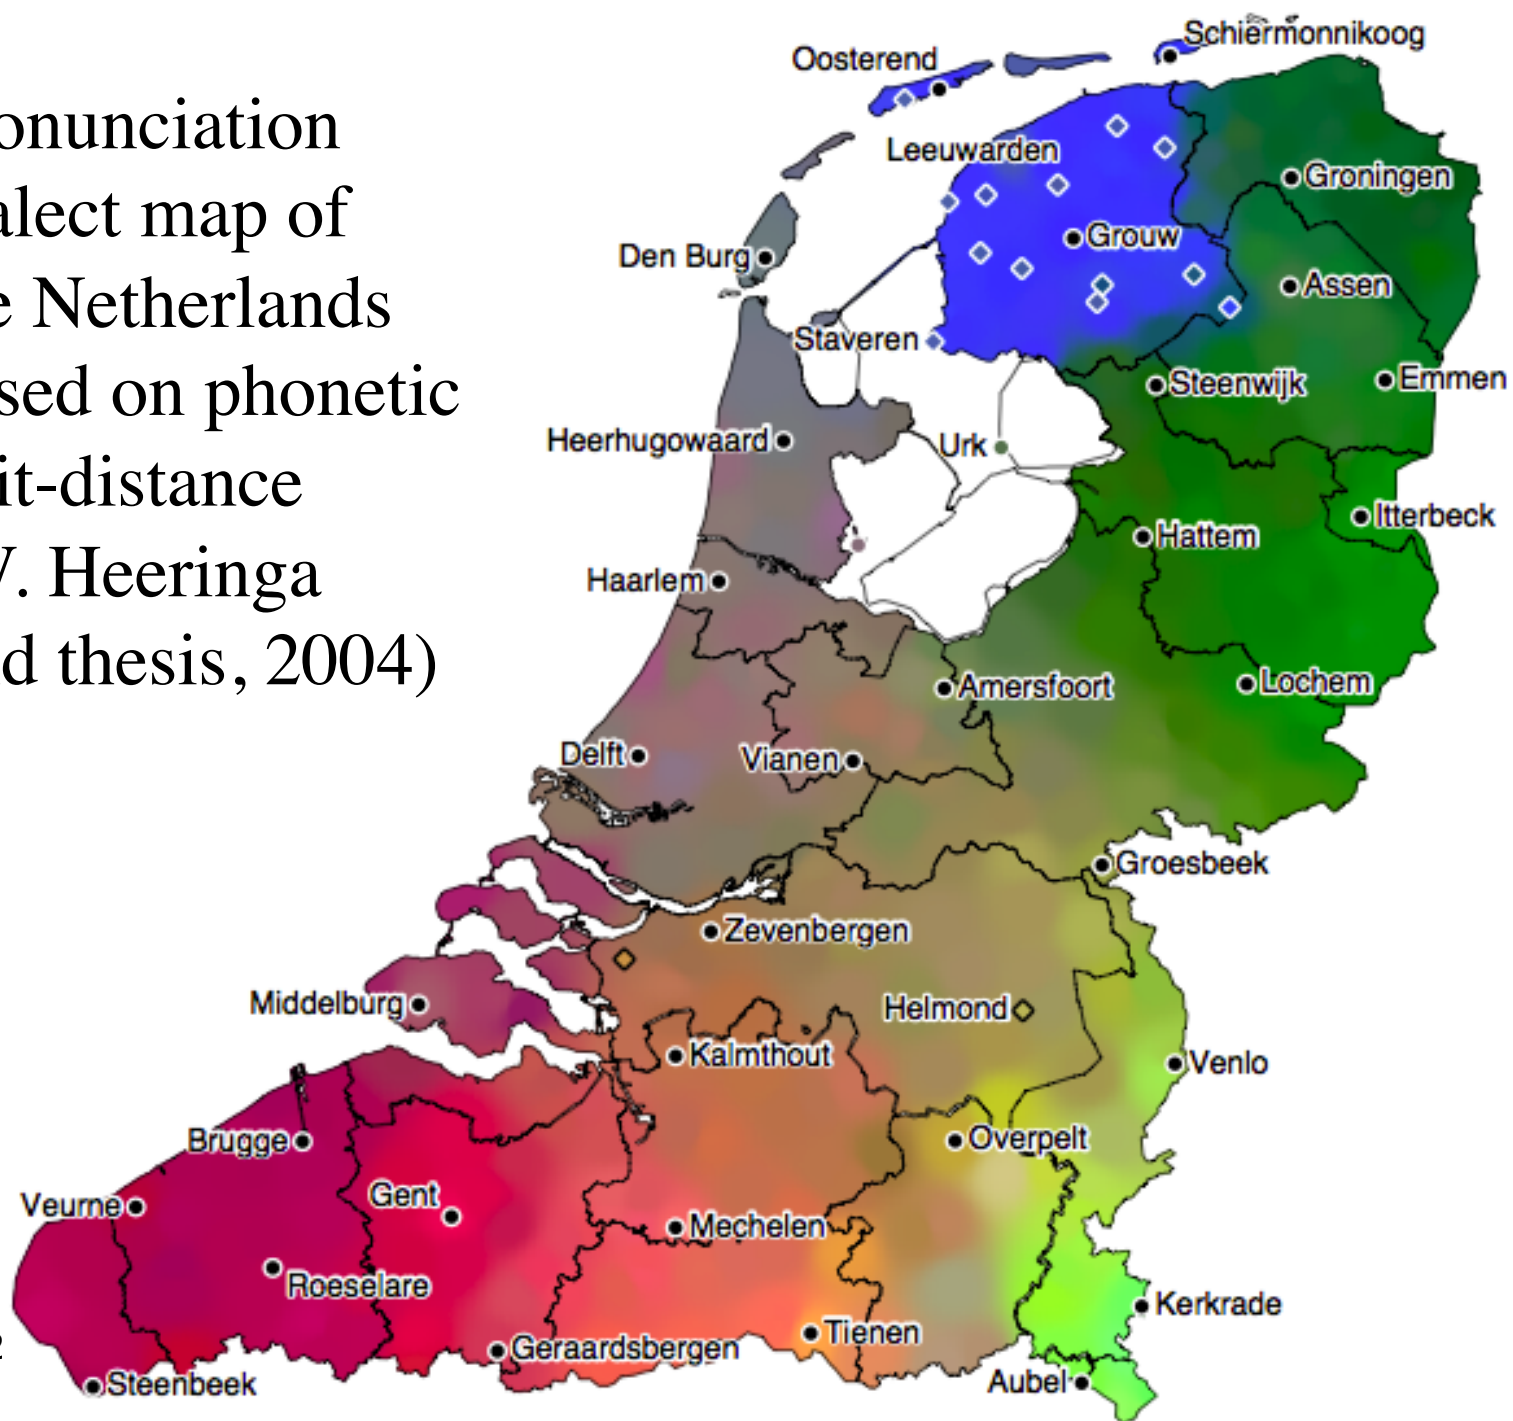 onunciation
alect map of
e Netherlands
sed on phonetic
it-distance
. Heeringa
d thesis, 2004)
Schiermonnikoog
Oosterend
Leeuwarden
Groningen
Grouw
Den Burg
Assen
Staveren
Steenwijk
Emmen
Heerhugowaard
Urk
Itterbeck
Hattem
Haarlem
Amersfoort
Lochem
Delft
Vianen
Groesbeek
Zevenbergen
Middelburg
Helmond
Kalmthout
Venlo
Brugge
Overpelt
Veurne
Gent
Mechelen
Roeselare
Kerkrade
Tienen
Geraardsbergen
Steenbeek
Aubel